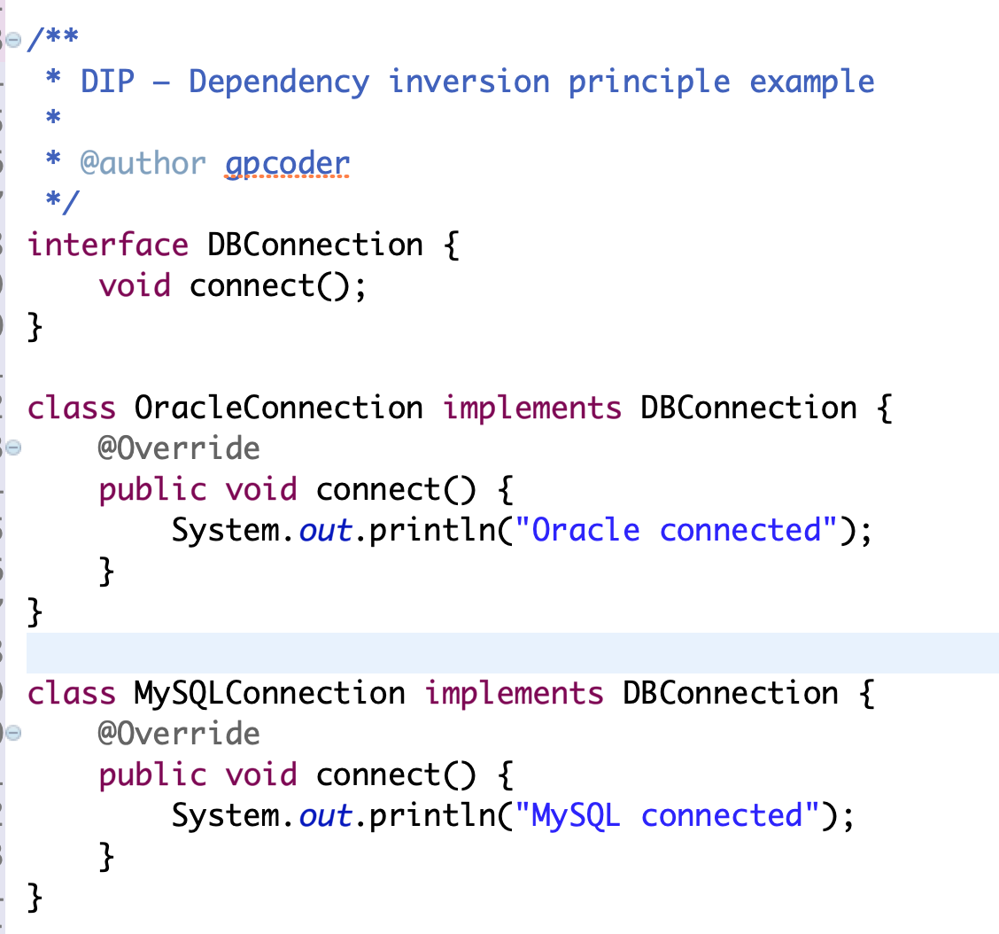 /**
 * DIP – Dependency inversion principle example
 *
 * @author gpcoder
 */
interface DBConnection {
    void connect();
}

class OracleConnection implements DBConnection {
    @Override
    public void connect() {
        System.out.println("Oracle connected");
    }
}

class MySQLConnection implements DBConnection {
    @Override
    public void connect() {
        System.out.println("MySQL connected");
    }
}